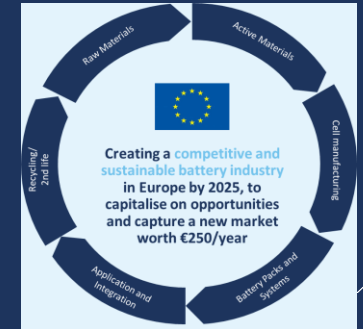 Raw Materials
Active Materials
Cell manufacturing
Battery Packs and
Systems
Application and
Integration
Recycling/
2nd life
Creating a competitive and
sustainable battery industry
in Europe by 2025, to
capitalise on opportunities
and capture a new market
worth €250/year